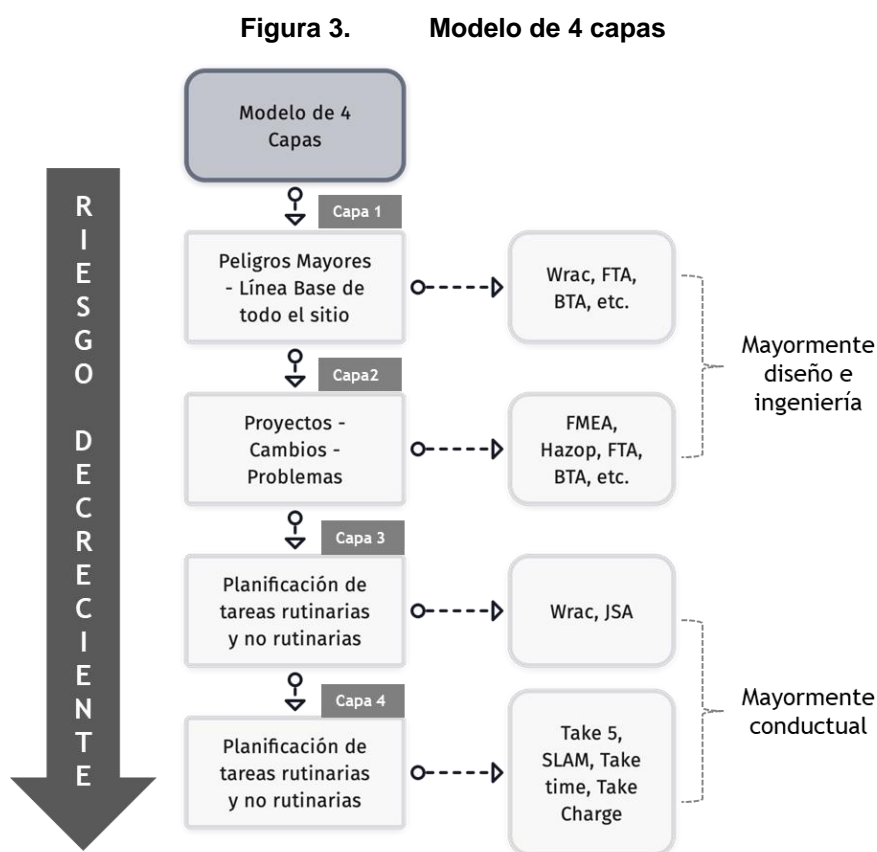 Figura 3. Modelo de 4 capas
Modelo de 4
Capas
RIESGO DECRECIENTE
Capa 1
Peligros Mayores
- Línea Base de
todo el sitio
Wrac, FTA,
BTA, etc.
Mayormente
diseño e
ingeniería
Capa2
Proyectos -
Cambios -
Problemas
FMEA,
Hazop, FTA,
BTA, etc.
Capa 3
Planificación de
tareas rutinarias
y no rutinarias
Wrac, JSA
Mayormente
conductual
Capa 4
Planificación de
tareas rutinarias
y no rutinarias
Take 5,
SLAM, Take
time, Take
Charge